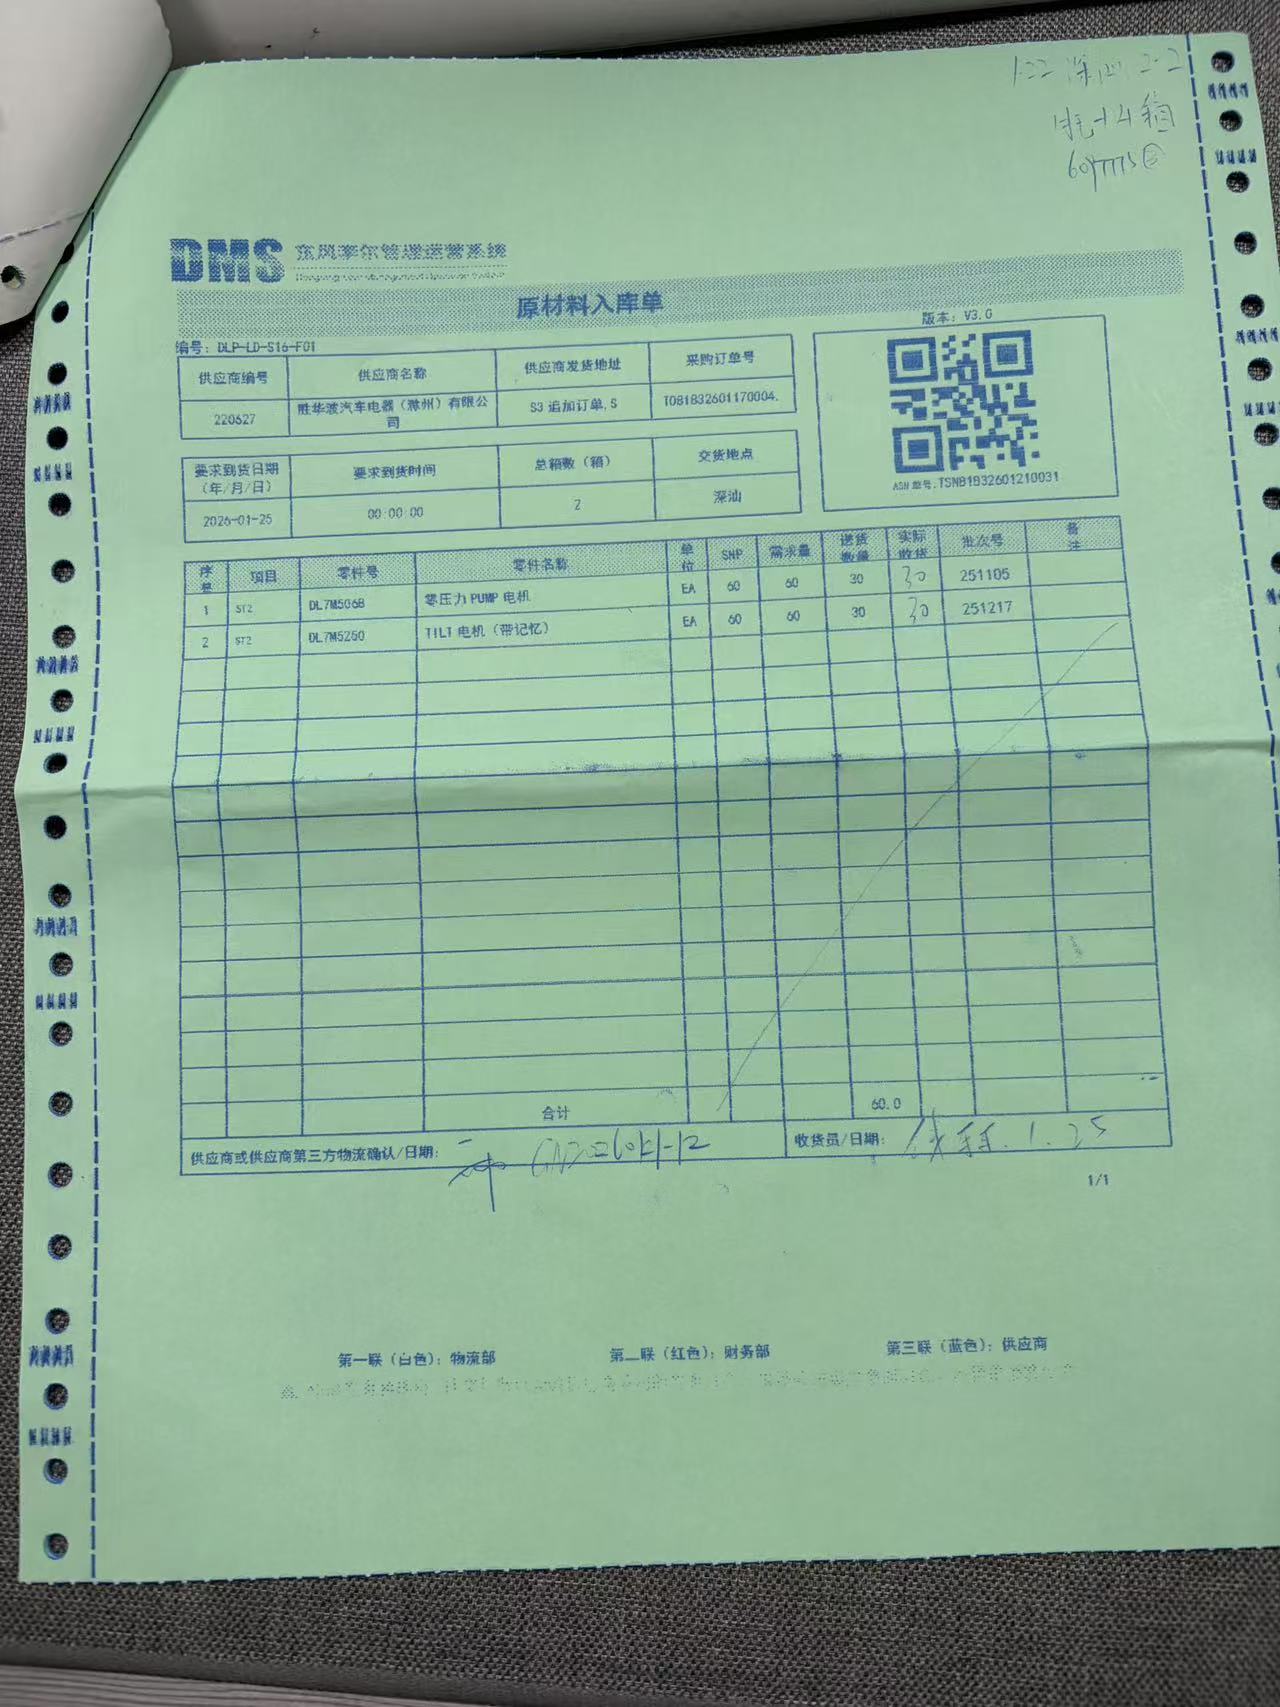 1.22 深汕 2-2
DMS 东风李尔管理运营系统
原材料入库单
编号: DLP-LD-S16-F01
版本: V3.0
供应商编号 供应商名称 供应商发货地址 采购订单号
220627 胜华波汽车电器（滁州）有限公司 S3 追加订单,S TO81832601170004.
要求到货日期（年/月/日） 要求到货时间 总箱数（箱） 交货地点
2026-01-25 00:00:00 2 深汕
ASN 单号.TSNB1832601210031
序号 项目 零件号 零件名称 单位 SNP 需求量 送货数量 实际收货 批次号 备注
1 ST2 DL7M5068 零压力 PUMP 电机 EA 60 60 30 30 251105
2 ST2 DL7M5250 TILT 电机（带记忆） EA 60 60 30 30 251217
合计 60.0
供应商或供应商第三方物流确认/日期:
收货员/日期: 1.25
1/1
第一联（白色）: 物流部 第二联（红色）: 财务部 第三联（蓝色）: 供应商